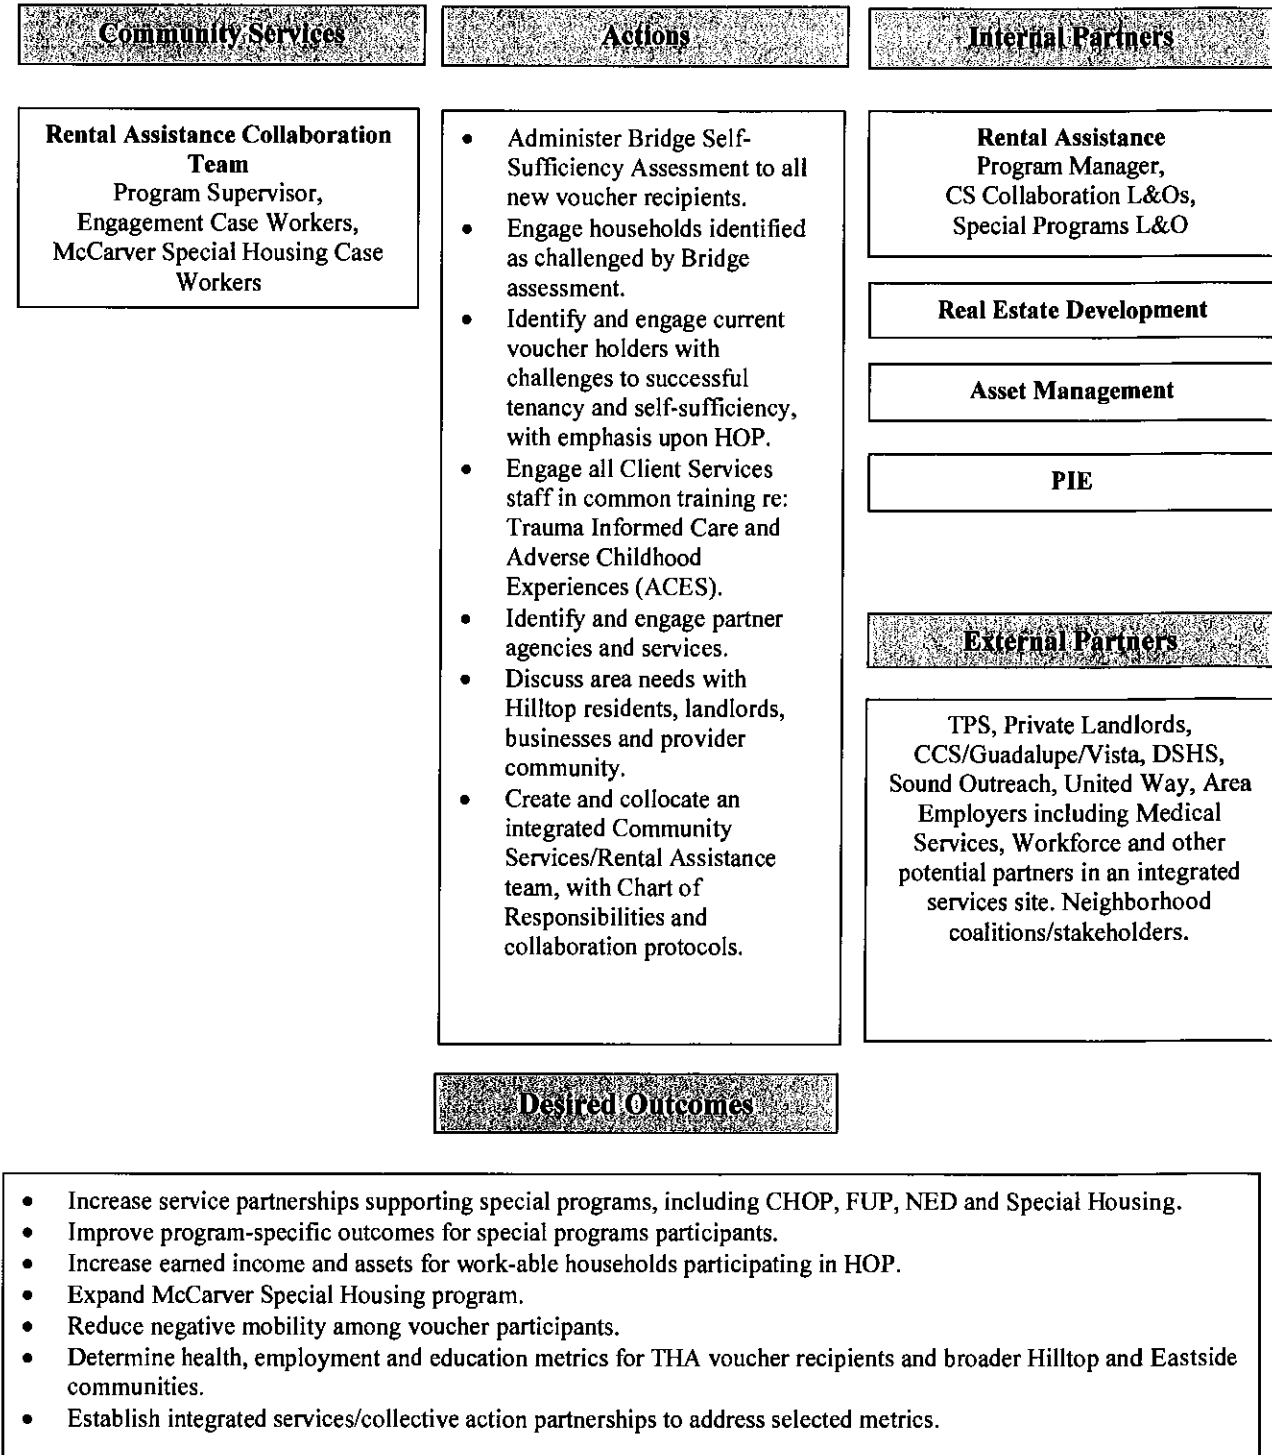 Community Services
Rental Assistance Collaboration
Team
Program Supervisor,
Engagement Case Workers,
McCarver Special Housing Case
Workers
Actions
• Administer Bridge Self-
Sufficiency Assessment to all
new voucher recipients.
• Engage households identified
as challenged by Bridge
assessment.
• Identify and engage current
voucher holders with
challenges to successful
tenancy and self-sufficiency,
with emphasis upon HOP.
• Engage all Client Services
staff in common training re:
Trauma Informed Care and
Adverse Childhood
Experiences (ACES).
• Identify and engage partner
agencies and services.
• Discuss area needs with
Hilltop residents, landlords,
businesses and provider
community.
• Create and collocate an
integrated Community
Services/Rental Assistance
team, with Chart of
Responsibilities and
collaboration protocols.
Internal Partners
Rental Assistance
Program Manager,
CS Collaboration L&Os,
Special Programs L&O
Real Estate Development
Asset Management
PIE
External Partners
TPS, Private Landlords,
CCS/Guadalupe/Vista, DSHS,
Sound Outreach, United Way, Area
Employers including Medical
Services, Workforce and other
potential partners in an integrated
services site. Neighborhood
coalitions/stakeholders.
Desired Outcomes
• Increase service partnerships supporting special programs, including CHOP, FUP, NED and Special Housing.
• Improve program-specific outcomes for special programs participants.
• Increase earned income and assets for work-able households participating in HOP.
• Expand McCarver Special Housing program.
• Reduce negative mobility among voucher participants.
• Determine health, employment and education metrics for THA voucher recipients and broader Hilltop and Eastside
communities.
• Establish integrated services/collective action partnerships to address selected metrics.